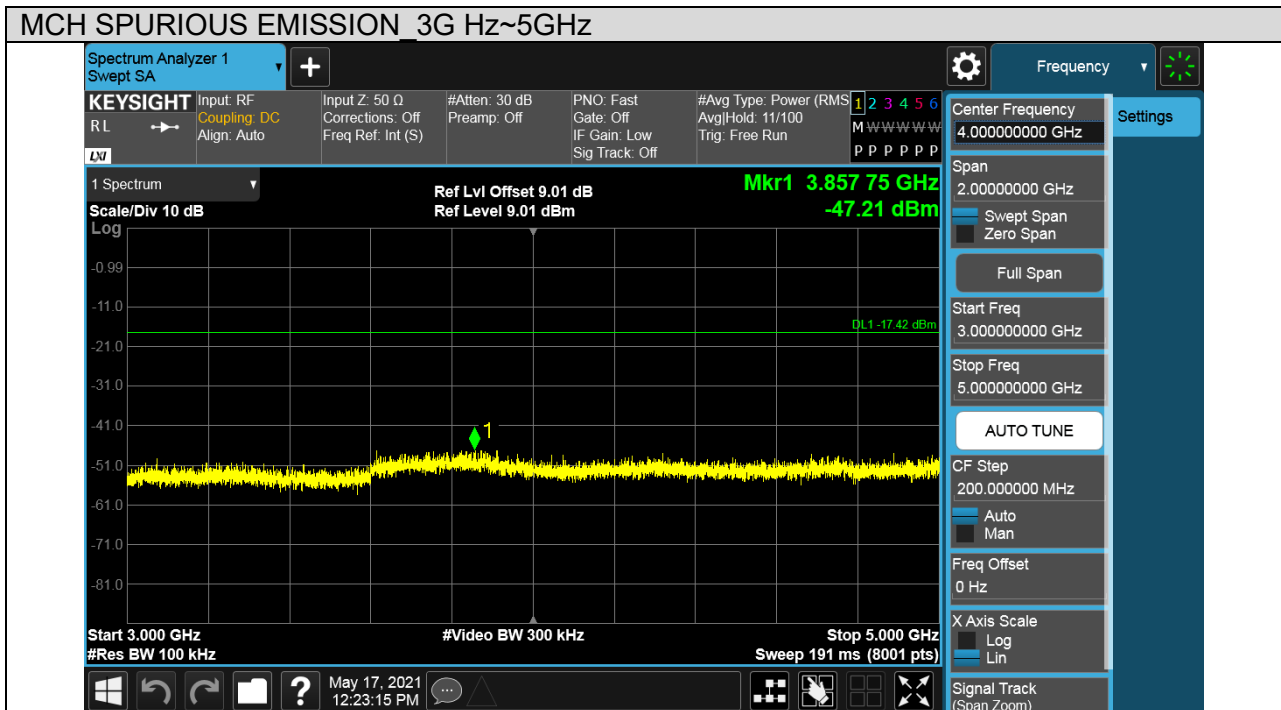 MCH SPURIOUS EMISSION_3G Hz~5GHz
Spectrum Analyzer 1
Swept SA
+
Frequency
KEYSIGHT
RL
LXI
Input: RF
Coupling: DC
Align: Auto
Input Z: 50 Ω
Corrections: Off
Freq Ref: Int (S)
#Atten: 30 dB
Preamp: Off
PNO: Fast
Gate: Off
IF Gain: Low
Sig Track: Off
#Avg Type: Power (RMS
Avg|Hold: 11/100
Trig: Free Run
1 2 3 4 5 6
M W W W W W
P P P P P P
1 Spectrum
Scale/Div 10 dB
Log
Ref Lvl Offset 9.01 dB
Ref Level 9.01 dBm
Mkr1 3.857 75 GHz
-47.21 dBm
-0.99
-11.0
DL1 -17.42 dBm
-21.0
-31.0
-41.0
1
-51.0
-61.0
-71.0
-81.0
Start 3.000 GHz
#Res BW 100 kHz
#Video BW 300 kHz
Stop 5.000 GHz
Sweep 191 ms (8001 pts)
?
May 17, 2021
12:23:15 PM
Center Frequency
4.000000000 GHz
Settings
Span
2.00000000 GHz
Swept Span
Zero Span
Full Span
Start Freq
3.000000000 GHz
Stop Freq
5.000000000 GHz
AUTO TUNE
CF Step
200.000000 MHz
Auto
Man
Freq Offset
0 Hz
X Axis Scale
Log
Lin
Signal Track
(Span Zoom)